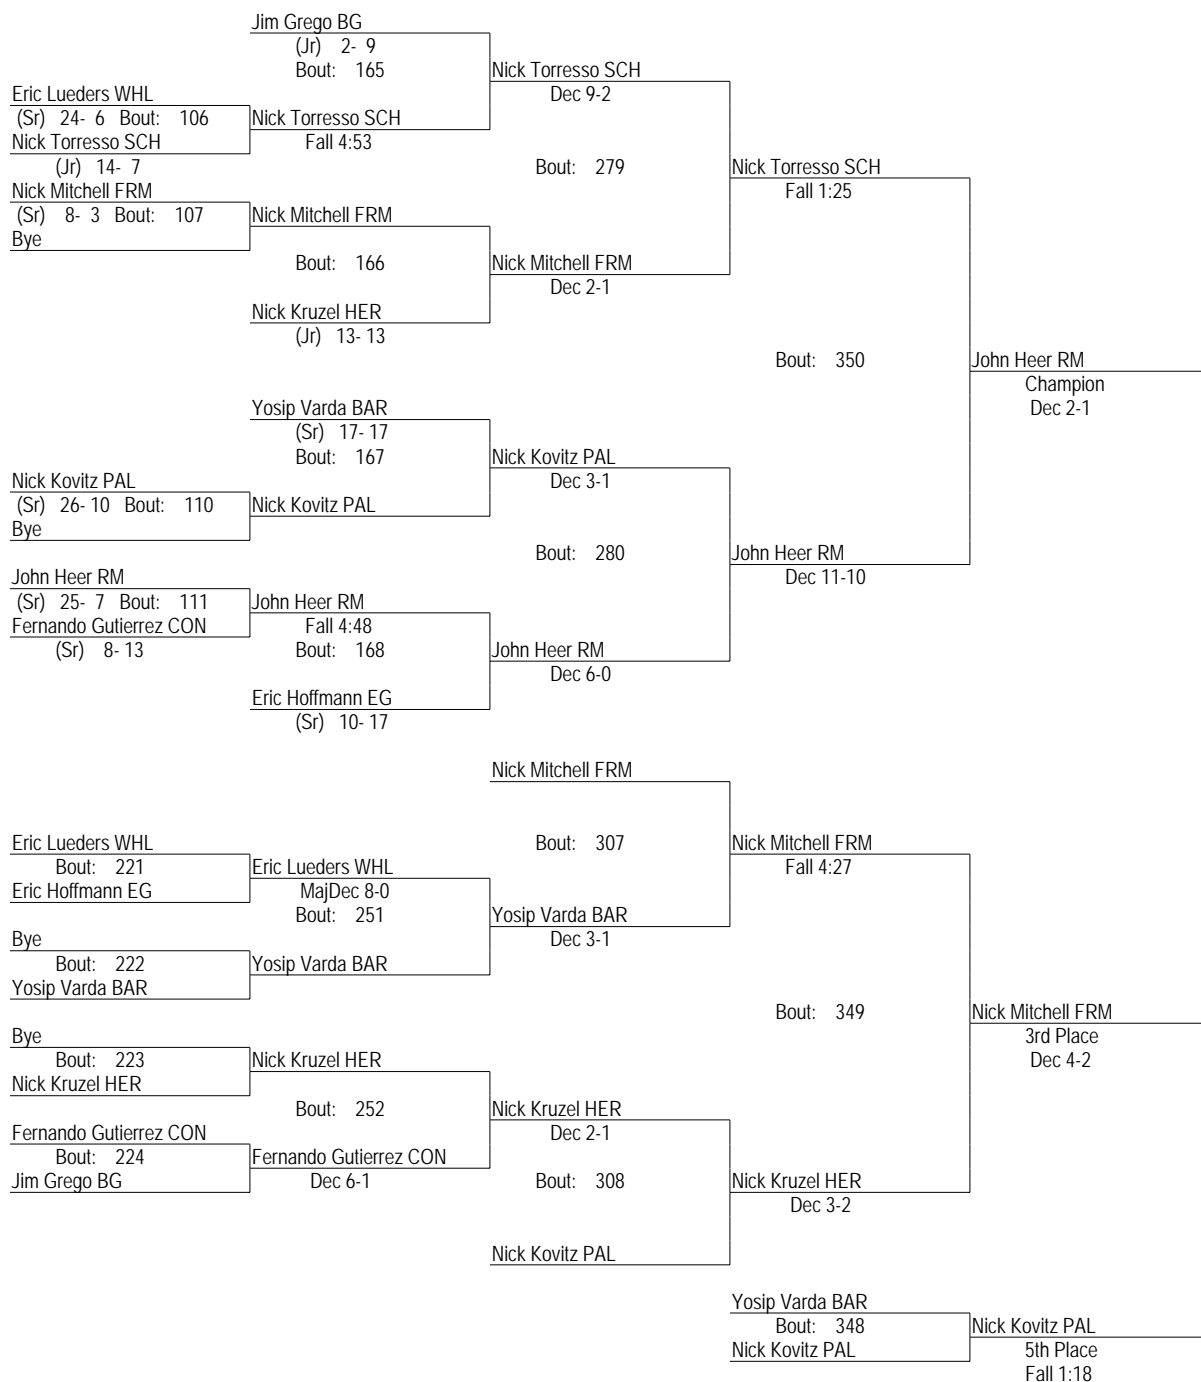 Jim Grego BG
(Jr) 2- 9
Bout: 165
Nick Torresso SCH
Dec 9-2
Eric Lueders WHL
(Sr) 24- 6 Bout: 106
Nick Torresso SCH
Fall 4:53
Nick Torresso SCH
(Jr) 14- 7
Bout: 279
Nick Torresso SCH
Fall 1:25
Nick Mitchell FRM
(Sr) 8- 3 Bout: 107
Bye
Nick Mitchell FRM
Bout: 166
Nick Mitchell FRM
Dec 2-1
Nick Kruzel HER
(Jr) 13- 13
Bout: 350
John Heer RM
Champion
Dec 2-1
Yosip Varda BAR
(Sr) 17- 17
Bout: 167
Nick Kovitz PAL
Dec 3-1
Nick Kovitz PAL
(Sr) 26- 10 Bout: 110
Bye
Nick Kovitz PAL
Bout: 280
John Heer RM
Dec 11-10
John Heer RM
(Sr) 25- 7 Bout: 111
Fernando Gutierrez CON
(Sr) 8- 13
John Heer RM
Fall 4:48
Bout: 168
John Heer RM
Dec 6-0
Eric Hoffmann EG
(Sr) 10- 17
Nick Mitchell FRM
Bout: 307
Nick Mitchell FRM
Fall 4:27
Eric Lueders WHL
Bout: 221
Eric Hoffmann EG
Eric Lueders WHL
MajDec 8-0
Bout: 251
Yosip Varda BAR
Dec 3-1
Bye
Bout: 222
Yosip Varda BAR
Yosip Varda BAR
Bout: 349
Nick Mitchell FRM
3rd Place
Dec 4-2
Bye
Bout: 223
Nick Kruzel HER
Nick Kruzel HER
Bout: 252
Nick Kruzel HER
Dec 2-1
Fernando Gutierrez CON
Bout: 224
Jim Grego BG
Fernando Gutierrez CON
Dec 6-1
Bout: 308
Nick Kruzel HER
Dec 3-2
Nick Kovitz PAL
Yosip Varda BAR
Bout: 348
Nick Kovitz PAL
Nick Kovitz PAL
5th Place
Fall 1:18